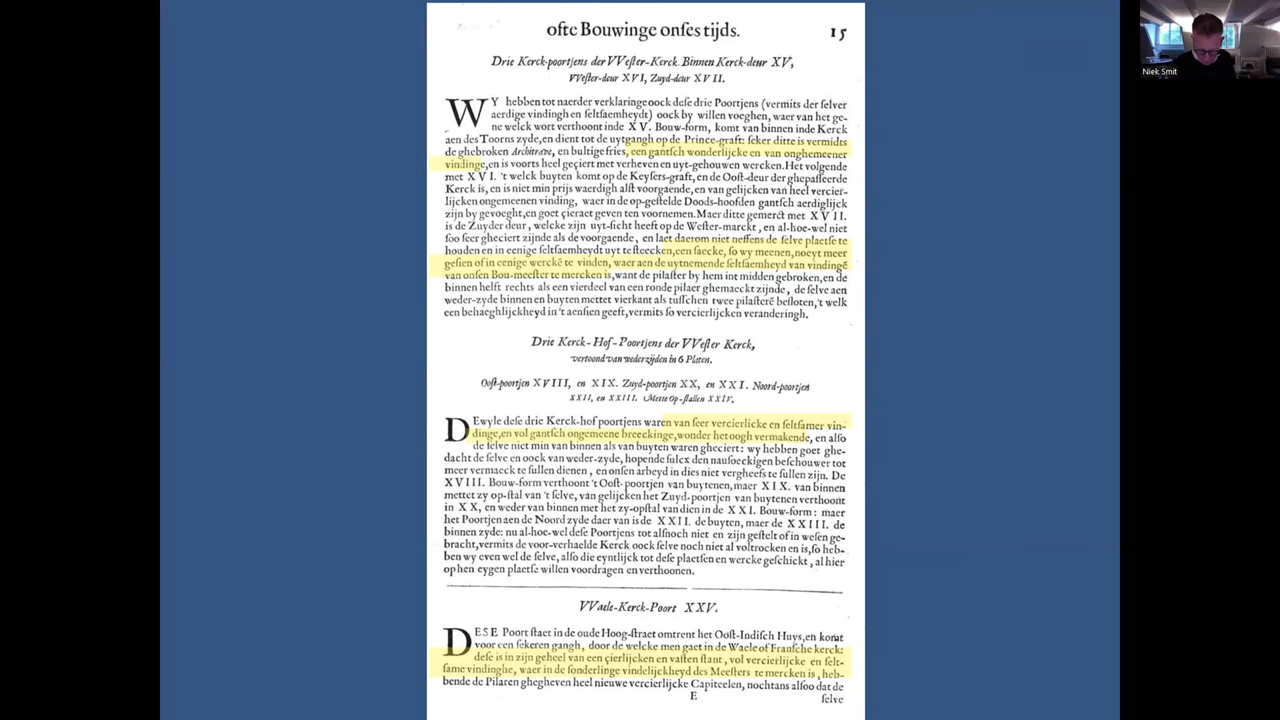 ofte Bouwinge onſes tijds. 15
Drie Kerck-poortjens der VVeſter-Kerck. Binnen Kerck-deur XV,
VVeſter-deur XVI, Zuyd-deur XVII.
WY hebben tot naerder verklaringe oock deſe drie Poortjens (vermits der ſelver
aerdige vindingh en ſeltſaemheydt) oock by willen voeghen, waer van het ge-
ne welck wort verthoont inde XV. Bouw-form, komt van binnen inde Kerck
aen des Toorns zyde, en dient tot de uytgangh op de Prince-graft: ſeker ditte is vermidts
de ghebroken Architrave, en bultige fries, een gantſch wonderlijcke en van onghemeener
vindinge, en is voorts heel geçiert met verheven en uyt-gehouwen wercken. Het volgende
met XVI. 't welck buyten komt op de Keyſers-graft, en de Ooſt-deur der ghepaſſeerde
Kerck is, en is niet min prijs waerdigh alſt voorgaende, en van gelijcken van heel vercier-
lijcken ongemeenen vinding, waer in de op-geſtelde Doods-hoofden gantſch aerdiglijck
zijn by gevoeght, en goet çieraet geven ten voornemen. Maer ditte gemerct met XVII.
is de Zuyder deur, welcke zijn uyt-ſicht heeft op de Weſter-marckt, en al-hoe-wel niet
ſoo ſeer gheciert zijnde als de voorgaende, en laet daerom niet neffens de ſelve plaetſe te
houden en in eenige ſeltſaemheydt uyt te ſteecken, een ſaecke, ſo wy meenen, noeyt meer
geſien of in eenige wercké te vinden, waer aen de uytnemende ſeltſaemheyd van vindingé
van onſen Bou-meeſter te mercken is, want de pilaſter by hem int midden gebroken, en de
binnen helft rechts als een vierdeel van een ronde pilaer ghemaeckt zijnde, de ſelve aen
weder-zyde binnen en buyten mettet vierkant als tuſſchen twee pilaſterē beſloten, 't welk
een behaeghlijckheyd in 't aenſien geeft, vermits ſo vercierlijcken veranderingh.
Drie Kerck-Hof-Poortjens der VVeſter Kerck,
vertoond van wederzijden in 6 Platen.
Ooſt-poortjen XVIII, en XIX. Zuyd-poortjen XX, en XXI. Noord-poortjen
XXII, en XXIII. Mette Op-ſtallen XXIV.
DEwyle deſe drie Kerck-hof poortjens waren van ſeer vercierlicke en ſeltſamer vin-
dinge, en vol gantſch ongemeene breeckinge, wonder het oogh vermakende, en alſo
de ſelve niet min van binnen als van buyten waren gheciert: wy hebben goet ghe-
dacht de ſelve en oock van weder-zyde, hopende ſulcx den nauſoeckigen beſchouwer tot
meer vermaeck te ſullen dienen, en onſen arbeyd in dies niet vergheefs te ſullen zijn. De
XVIII. Bouw-form verthoont 't Ooſt-poortjen van buytenen, maer XIX. van binnen
mettet zy op-ſtal van 't ſelve, van gelijcken het Zuyd-poortjen van buytenen verthoont
in XX, en weder van binnen met het zy-opſtal van dien in de XXI. Bouw-form: maer
het Poortjen aen de Noord zyde daer van is de XXII. de buyten, maer de XXIII. de
binnen zyde: nu al-hoe-wel deſe Poortjens tot alſnoch niet en zijn geſtelt of in weſen ge-
bracht, vermits de voor-verhaelde Kerck oock ſelve noch niet al voltrocken en is, ſo heb-
ben wy even wel de ſelve, alſo die eyntlijck tot deſe plaetſen en wercke geſchickt, al hier
op hen eygen plaetſe willen voordragen en verthoonen.
VVaele-Kerck-Poort XXV.
DESE Poort ſtaet in de oude Hoog-ſtraet omtrent het Ooſt-Indiſch Huys, en komt
voor een ſekeren gangh, door de welcke men gaet in de Waele of Franſche kerck:
deſe is in zijn geheel van een çierlijcken en vaſten ſtant, vol vercierlijcke en ſelt-
ſame vindinghe, waer in de ſonderlinge vindelijckheyd des Meeſters te mercken is, heb-
bende de Pilaren ghegheven heel nieuwe vercierlijcke Capiteelen, nochtans alſoo dat de
E ſelve
Niek Smit